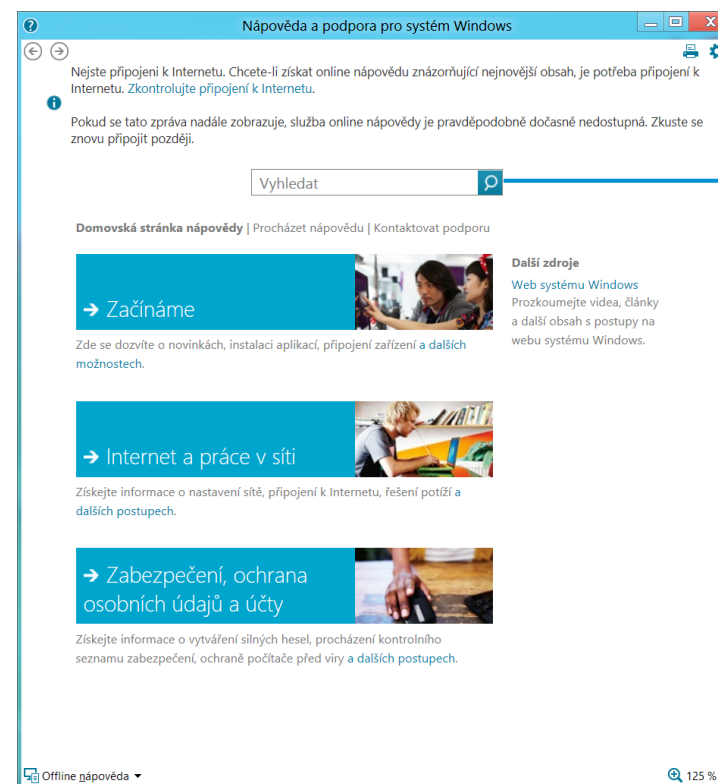 Nápověda a podpora pro systém Windows
Nejste připojeni k Internetu. Chcete-li získat online nápovědu znázorňující nejnovější obsah, je potřeba připojení k
Internetu. Zkontrolujte připojení k Internetu.
Pokud se tato zpráva nadále zobrazuje, služba online nápovědy je pravděpodobně dočasně nedostupná. Zkuste se
znovu připojit později.
Vyhledat
Domovská stránka nápovědy | Procházet nápovědu | Kontaktovat podporu
Začínáme
Zde se dozvíte o novinkách, instalaci aplikací, připojení zařízení a dalších
možnostech.
Další zdroje
Web systému Windows
Prozkoumejte videa, články
a další obsah s postupy na
webu systému Windows.
Internet a práce v síti
Získejte informace o nastavení sítě, připojení k Internetu, řešení potíží a
dalších postupech.
Zabezpečení, ochrana
osobních údajů a účty
Získejte informace o vytváření silných hesel, procházení kontrolního
seznamu zabezpečení, ochraně počítače před viry a dalších postupech.
Offline nápověda
125 %